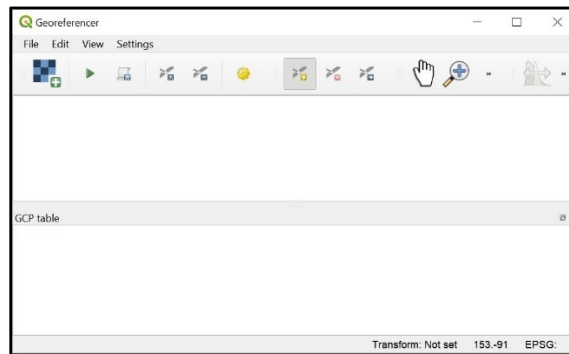 Georeferencer
File Edit View Settings
» »
GCP table
Transform: Not set 153.-91 EPSG: